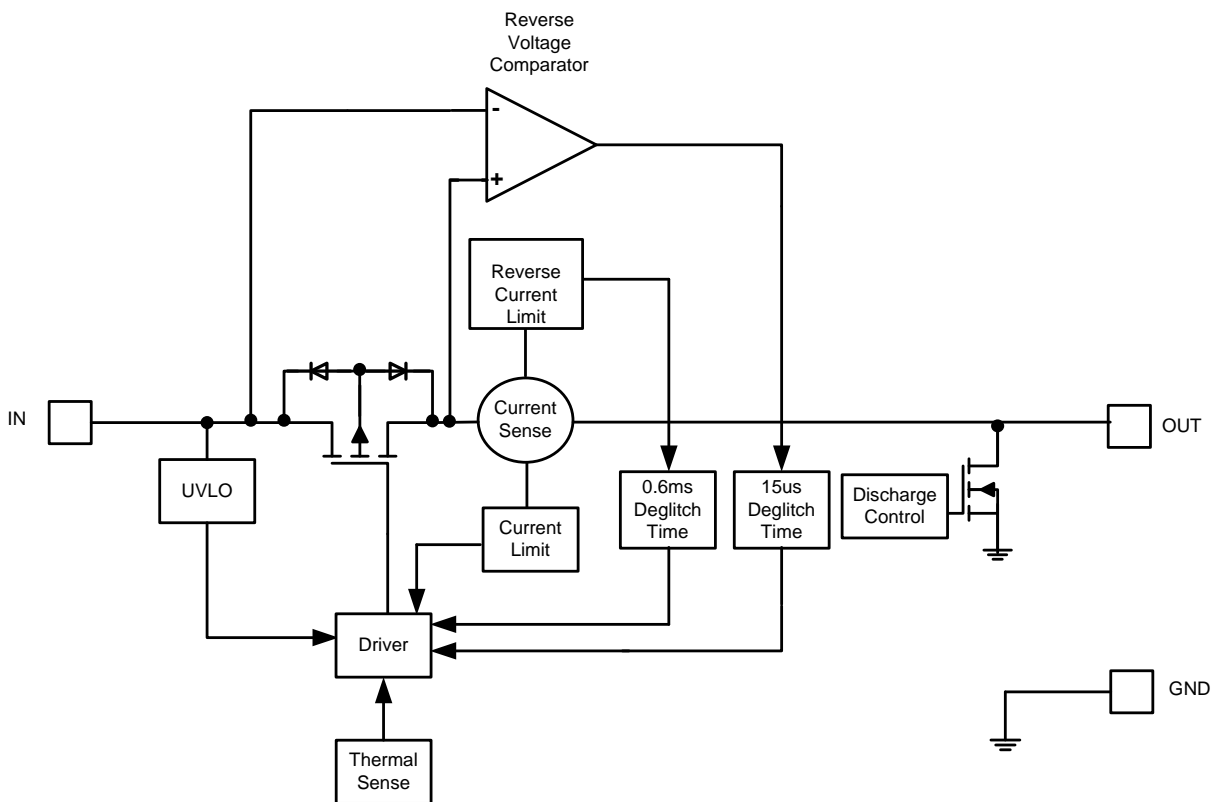 Reverse
Voltage
Comparator
-
+
Reverse
Current
Limit
IN
Current
Sense
OUT
UVLO
0.6ms
Deglitch
Time
15us
Deglitch
Time
Discharge
Control
Current
Limit
Driver
GND
Thermal
Sense